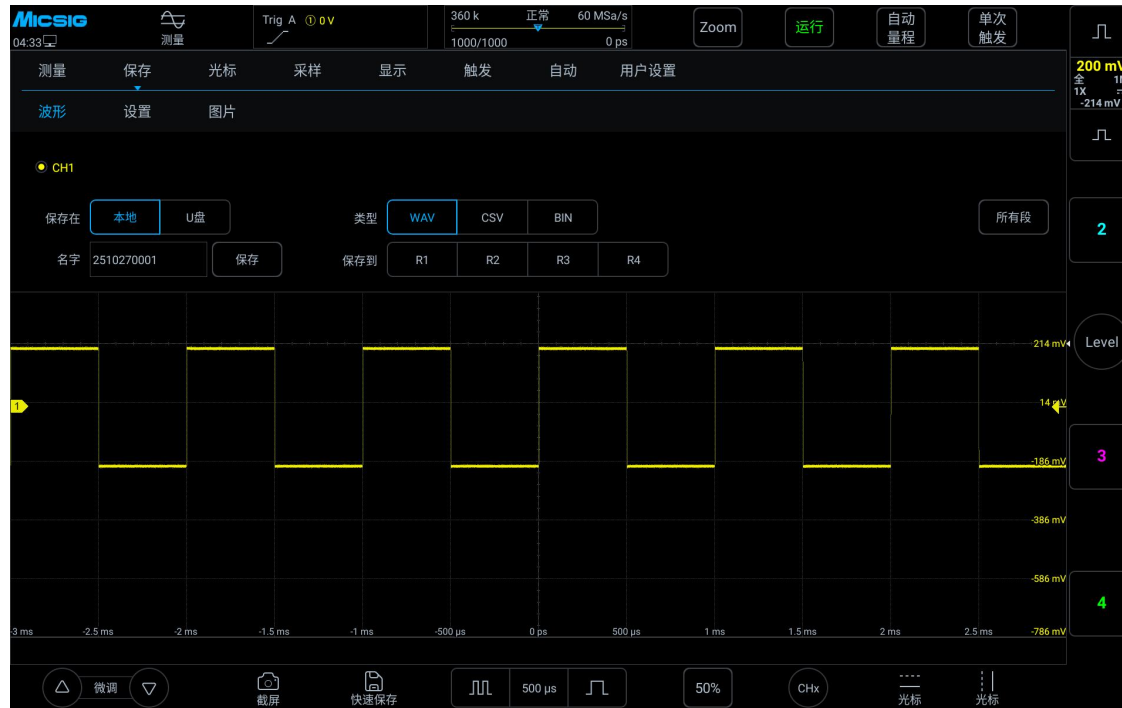 Micsig
04:33
测量
Trig A ① 0 V
360 k 正常 60 MSa/s
1000/1000 0 ps
Zoom
运行
自动
量程
单次
触发
测量 保存 光标 采样 显示 触发 自动 用户设置
波形 设置 图片
200 mV
全
1X
-214 mV
CH1
保存在 本地 U盘 类型 WAV CSV BIN 所有段
名字 2510270001 保存 保存到 R1 R2 R3 R4
2
214 mV
Level
1
-186 mV
3
-386 mV
-586 mV
4
-3 ms -2.5 ms -2 ms -1.5 ms -1 ms -500 μs 0 ps 500 μs 1 ms 1.5 ms 2 ms 2.5 ms -786 mV
微调
截屏
快速保存
500 μs
50%
CHx
光标
光标